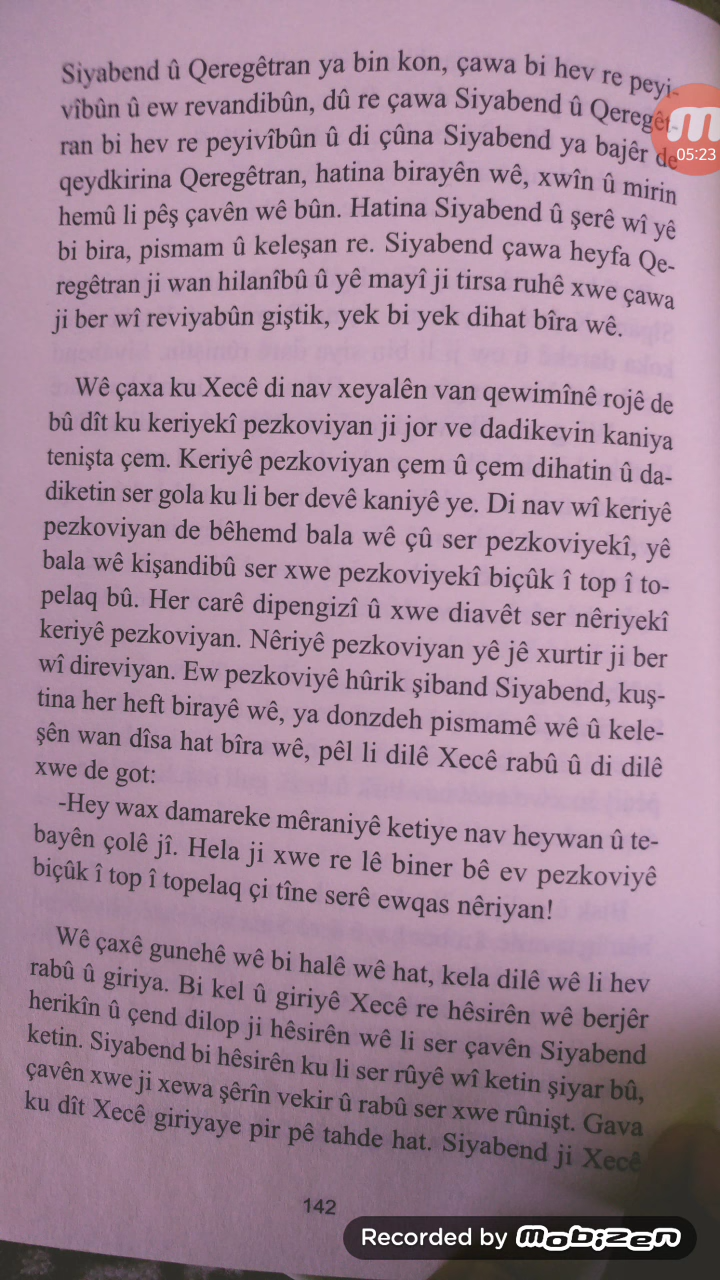 Siyabend û Qeregêtran ya bin kon, çawa bi hev re peyi-
vîbûn û ew revandibûn, dû re çawa Siyabend û Qeregêt-
ran bi hev re peyivîbûn û di çûna Siyabend ya bajêr de
05:23
qeydkirina Qeregêtran, hatina birayên wê, xwîn û mirin
hemû li pêş çavên wê bûn. Hatina Siyabend û şerê wî yê
bi bira, pismam û keleşan re. Siyabend çawa heyfa Qe-
regêtran ji wan hilanîbû û yê mayî ji tirsa ruhê xwe çawa
ji ber wî reviyabûn giştik, yek bi yek dihat bîra wê.
Wê çaxa ku Xecê di nav xeyalên van qewimînê rojê de
bû dît ku keriyekî pezkoviyan ji jor ve dadikevin kaniya
tenişta çem. Keriyê pezkoviyan çem û çem dihatin û da-
diketin ser gola ku li ber devê kaniyê ye. Di nav wî keriyê
pezkoviyan de bêhemd bala wê çû ser pezkoviyekî, yê
bala wê kişandibû ser xwe pezkoviyekî biçûk î top î to-
pelaq bû. Her carê dipengizî û xwe diavêt ser nêriyekî
keriyê pezkoviyan. Nêriyê pezkoviyan yê jê xurtir ji ber
wî direviyan. Ew pezkoviyê hûrik şiband Siyabend, kuş-
tina her heft birayê wê, ya donzdeh pismamê wê û kele-
şên wan dîsa hat bîra wê, pêl li dilê Xecê rabû û di dilê
xwe de got:
-Hey wax damareke mêraniyê ketiye nav heywan û te-
bayên çolê jî. Hela ji xwe re lê biner bê ev pezkoviyê
biçûk î top î topelaq çi tîne serê ewqas nêriyan!
Wê çaxê gunehê wê bi halê wê hat, kela dilê wê li hev
rabû û giriya. Bi kel û giriyê Xecê re hêsirên wê berjêr
herikîn û çend dilop ji hêsirên wê li ser çavên Siyabend
ketin. Siyabend bi hêsirên ku li ser rûyê wî ketin şiyar bû,
çavên xwe ji xewa şêrîn vekir û rabû ser xwe rûnişt. Gava
ku dît Xecê giriyaye pir pê tahde hat. Siyabend ji Xecê
142
Recorded by mobizen